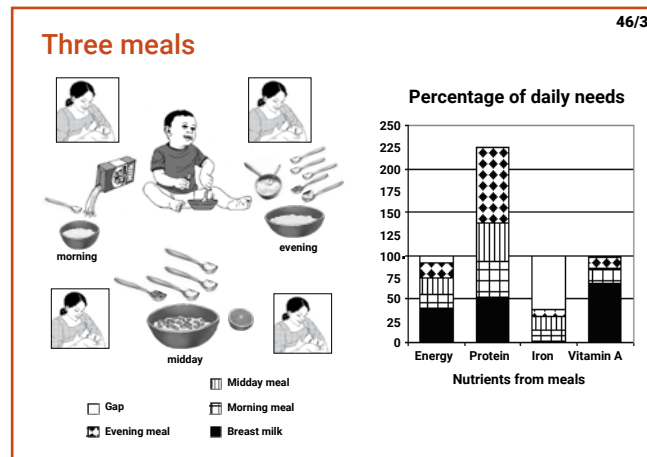 46/3
Three meals
morning
evening
midday
Gap
Evening meal
Midday meal
Morning meal
Breast milk
Percentage of daily needs
250
225
200
175
150
125
100
75
50
25
0
Energy Protein Iron Vitamin A
Nutrients from meals